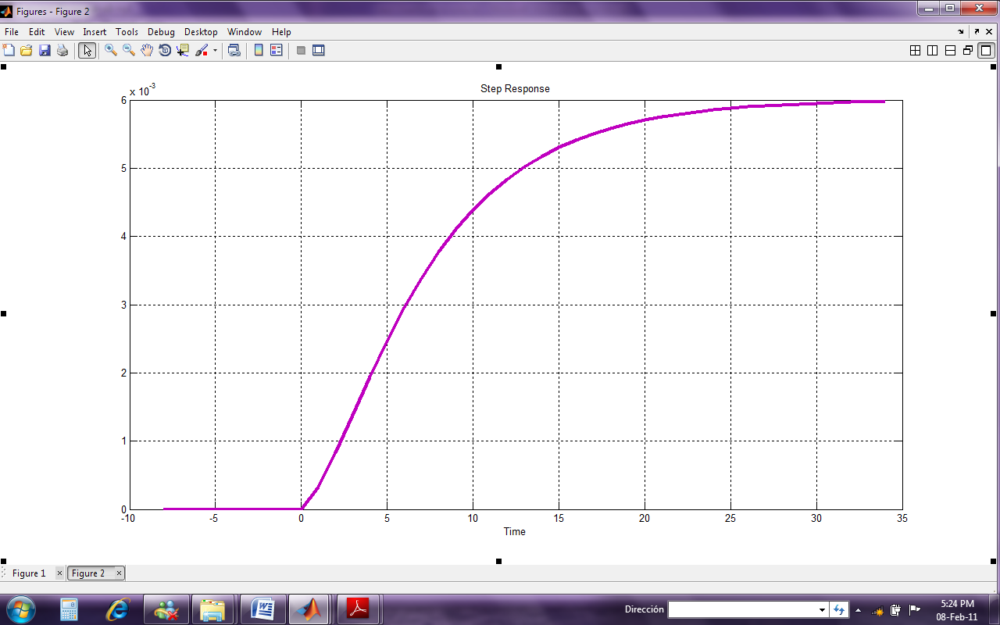 Figures - Figure 2
File Edit View Insert Tools Debug Desktop Window Help
x 10-3
Step Response
6
5
4
3
2
1
0
-10 -5 0 5 10 15 20 25 30 35
Time
Figure 1 Figure 2
Dirección
5:24 PM
08-Feb-11